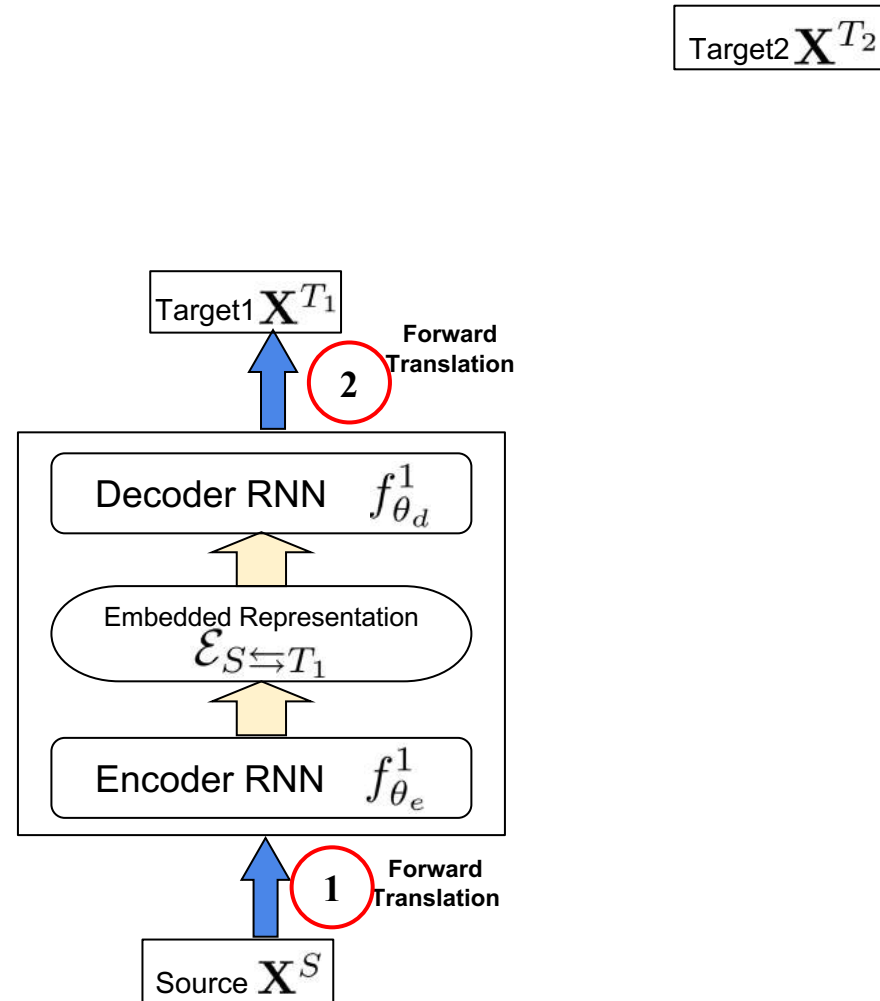 Target2 𝐗^{T_2}
Target1 𝐗^{T_1}
Forward
Translation
2
Decoder RNN f^1_{θ_d}
Embedded Representation
ℰ_{S⇆T_1}
Encoder RNN f^1_{θ_e}
Forward
Translation
1
Source 𝐗^S